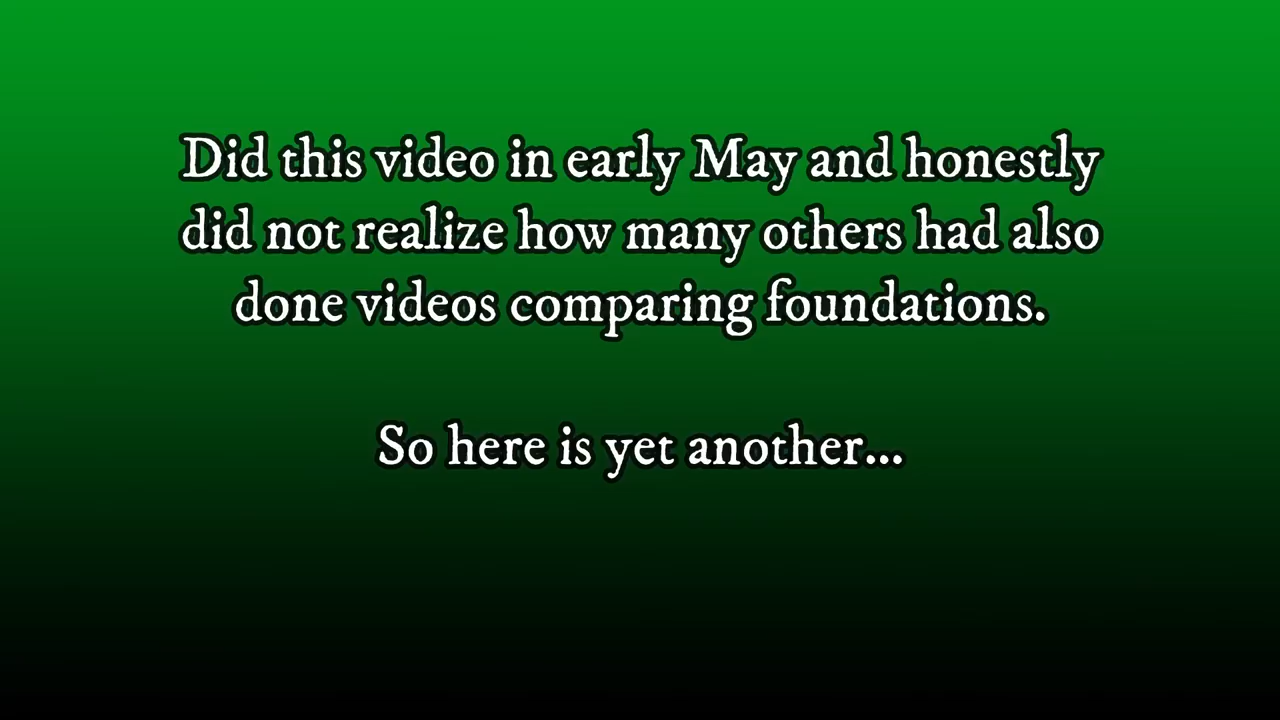 Did this video in early May and honestly
did not realize how many others had also
done videos comparing foundations.
So here is yet another...